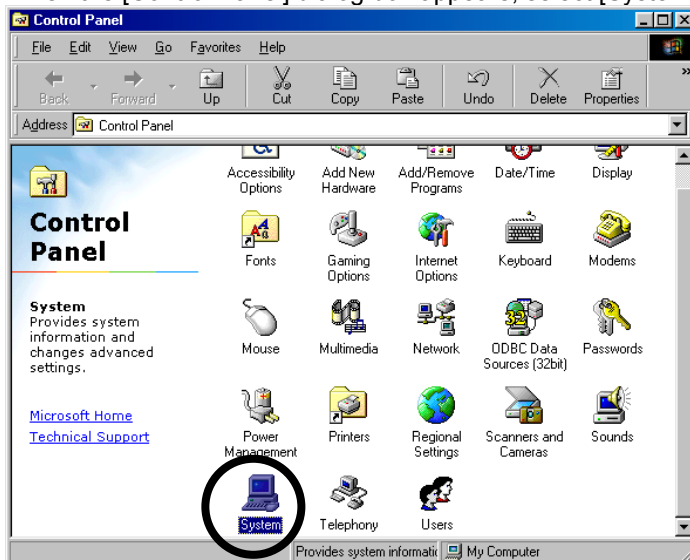 Control Panel
File Edit View Go Favorites Help
Back Forward Up Cut Copy Paste Undo Delete Properties
Address Control Panel
Control
Panel
System
Provides system
information and
changes advanced
settings.
Microsoft Home
Technical Support
Accessibility
Options
Add New
Hardware
Add/Remove
Programs
Date/Time
Display
Fonts
Gaming
Options
Internet
Options
Keyboard
Modems
Mouse
Multimedia
Network
32
ODBC Data
Sources (32bit)
Passwords
Power
Management
Printers
Regional
Settings
Scanners and
Cameras
Sounds
System
Telephony
Users
Provides system informati
My Computer